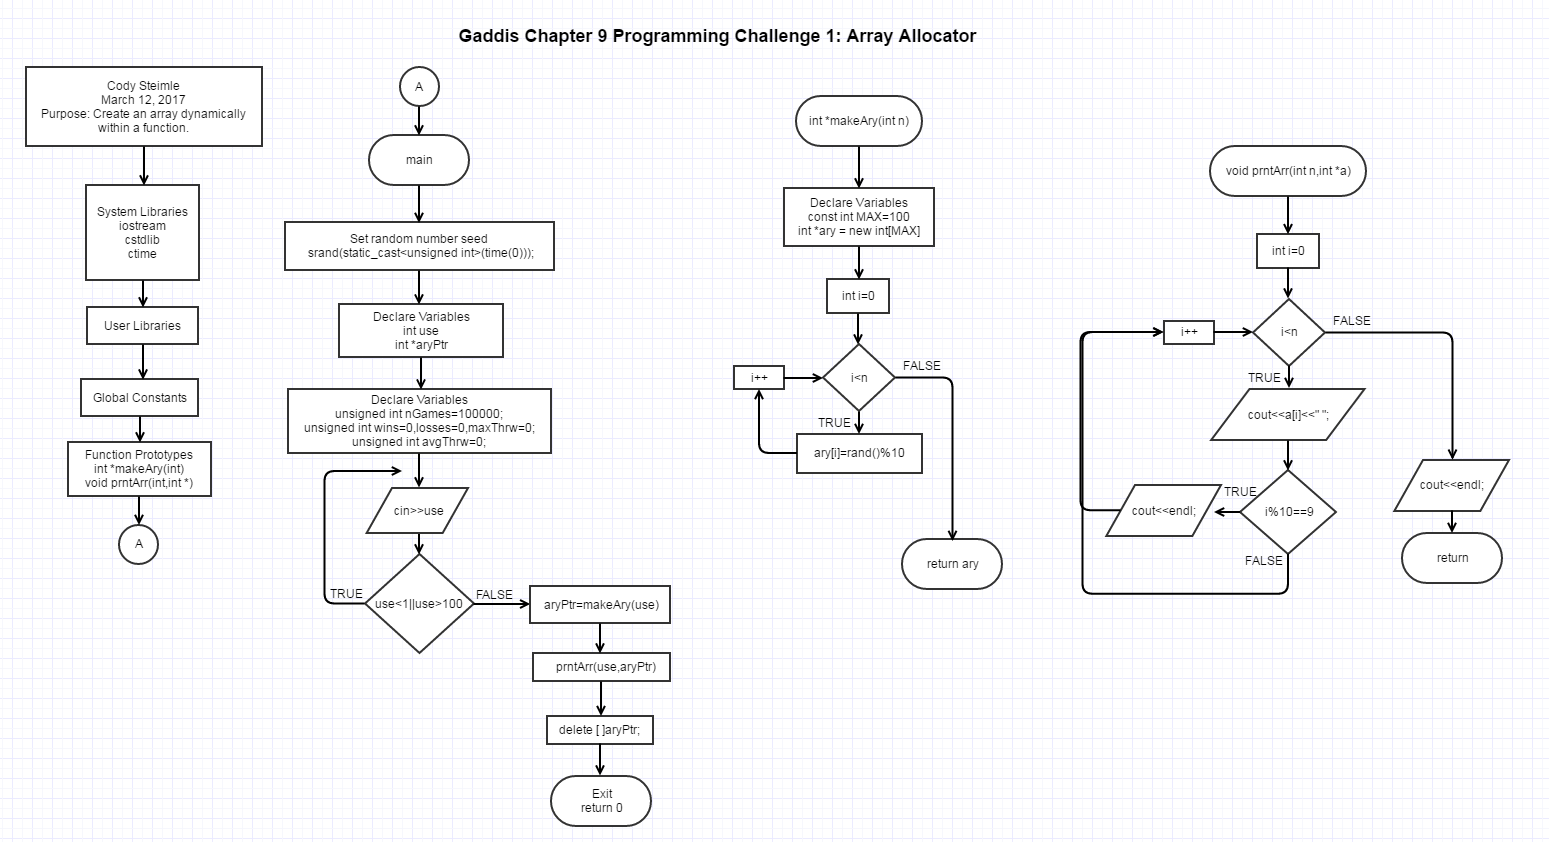 Gaddis Chapter 9 Programming Challenge 1: Array Allocator
Cody Steimle
March 12, 2017
Purpose: Create an array dynamically
within a function.
System Libraries
iostream
cstdlib
ctime
User Libraries
Global Constants
Function Prototypes
int *makeAry(int)
void prntArr(int,int *)
A
A
main
Set random number seed
srand(static_cast<unsigned int>(time(0)));
Declare Variables
int use
int *aryPtr
Declare Variables
unsigned int nGames=100000;
unsigned int wins=0,losses=0,maxThrw=0;
unsigned int avgThrw=0;
cin>>use
use<1||use>100
TRUE
FALSE
aryPtr=makeAry(use)
prntArr(use,aryPtr)
delete [ ]aryPtr;
Exit
return 0
int *makeAry(int n)
Declare Variables
const int MAX=100
int *ary = new int[MAX]
int i=0
i++
i<n
FALSE
TRUE
ary[i]=rand()%10
return ary
void prntArr(int n,int *a)
int i=0
i++
i<n
FALSE
TRUE
cout<<a[i]<<" ";
i%10==9
TRUE
cout<<endl;
FALSE
cout<<endl;
return